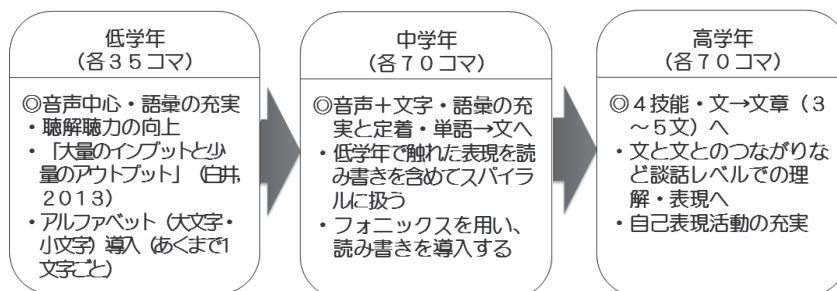 低学年
（各３５コマ）
◎音声中心・語彙の充実
・聴解聴力の向上
・「大量のインプットと少
量のアウトプット」（白井,
２０１３）
・アルファベット（大文字・
小文字）導入（あくまで1
文字ごと）
中学年
（各７０コマ）
◎音声＋文字・語彙の充
実と定着・単語→文へ
・低学年で触れた表現を読
み書きを含めてスパイラ
ルに扱う
・フォニックスを用い、
読み書きを導入する
高学年
（各７０コマ）
◎４技能・文→文章（３
～５文）へ
・文と文とのつながりな
ど談話レベルでの理
解・表現へ
・自己表現活動の充実